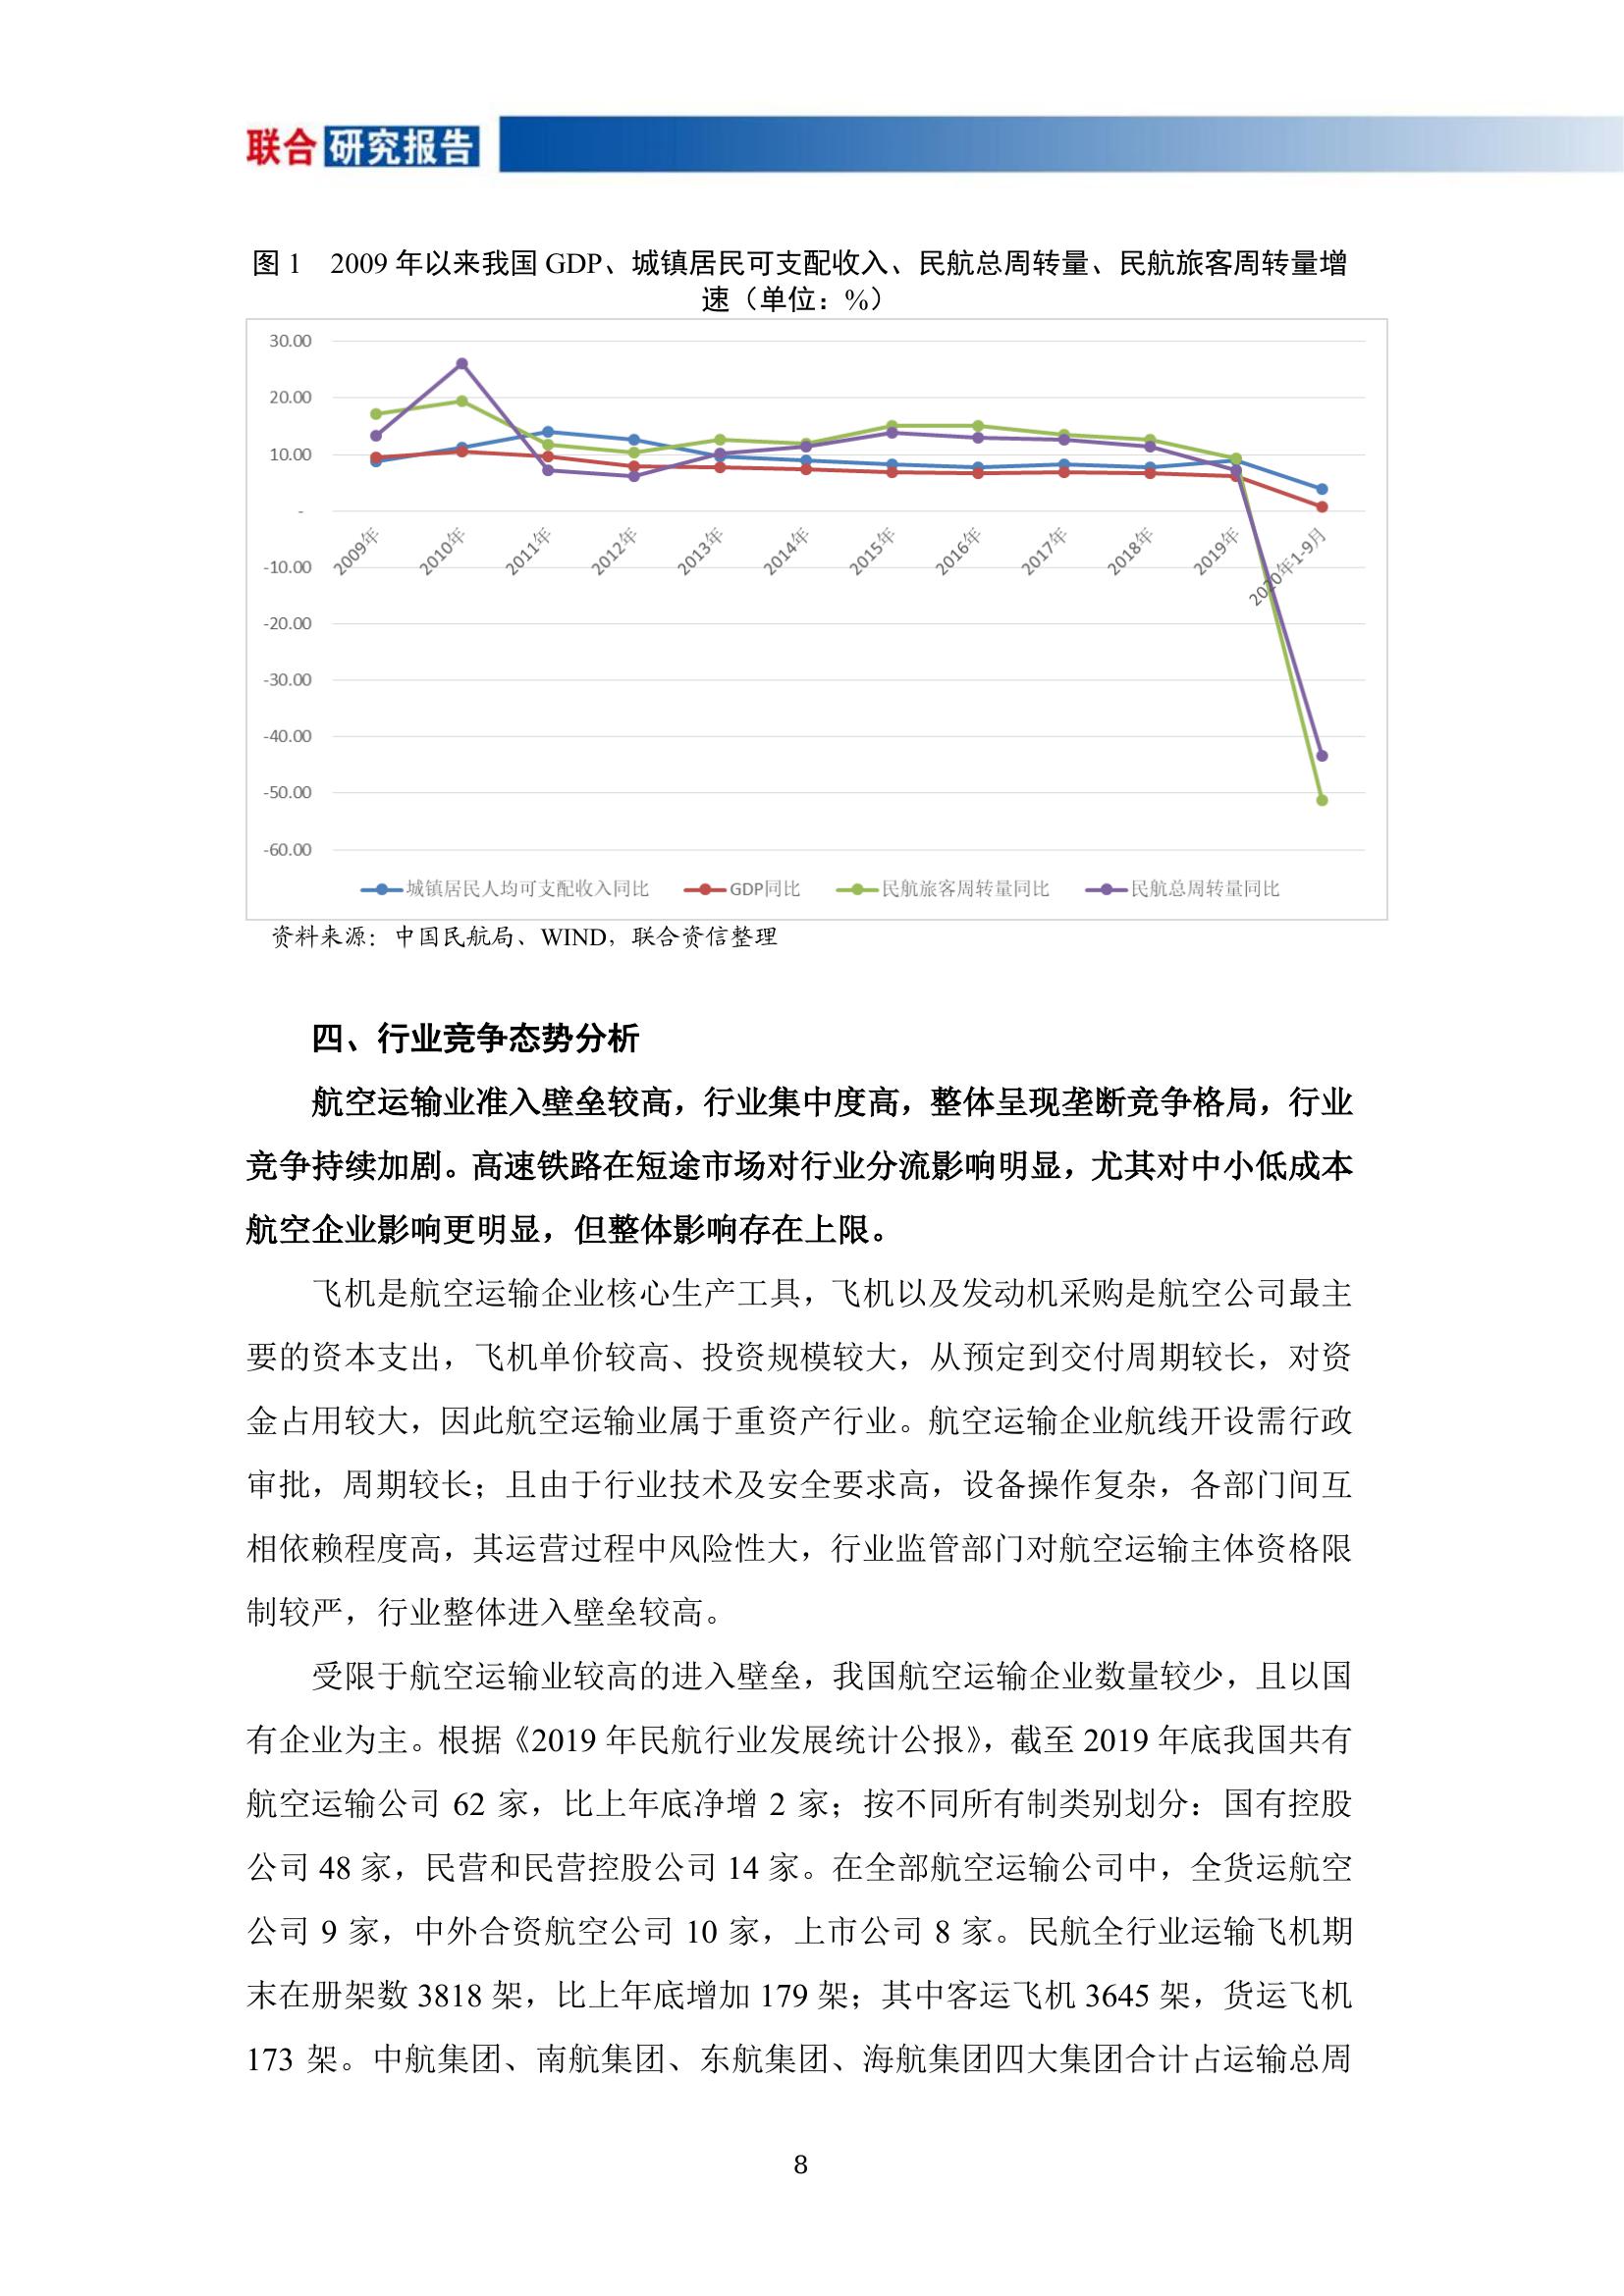 联合研究报告
图 1 2009 年以来我国 GDP、城镇居民可支配收入、民航总周转量、民航旅客周转量增
速（单位：%）
30.00
20.00
10.00
-
-10.00
-20.00
-30.00
-40.00
-50.00
-60.00
2009年
2010年
2011年
2012年
2013年
2014年
2015年
2016年
2017年
2018年
2019年
2020年1-9月
城镇居民人均可支配收入同比 GDP同比 民航旅客周转量同比 民航总周转量同比
资料来源：中国民航局、WIND，联合资信整理
四、行业竞争态势分析
航空运输业准入壁垒较高，行业集中度高，整体呈现垄断竞争格局，行业
竞争持续加剧。高速铁路在短途市场对行业分流影响明显，尤其对中小低成本
航空企业影响更明显，但整体影响存在上限。
飞机是航空运输企业核心生产工具，飞机以及发动机采购是航空公司最主
要的资本支出，飞机单价较高、投资规模较大，从预定到交付周期较长，对资
金占用较大，因此航空运输业属于重资产行业。航空运输企业航线开设需行政
审批，周期较长；且由于行业技术及安全要求高，设备操作复杂，各部门间互
相依赖程度高，其运营过程中风险性大，行业监管部门对航空运输主体资格限
制较严，行业整体进入壁垒较高。
受限于航空运输业较高的进入壁垒，我国航空运输企业数量较少，且以国
有企业为主。根据《2019 年民航行业发展统计公报》，截至 2019 年底我国共有
航空运输公司 62 家，比上年底净增 2 家；按不同所有制类别划分：国有控股
公司 48 家，民营和民营控股公司 14 家。在全部航空运输公司中，全货运航空
公司 9 家，中外合资航空公司 10 家，上市公司 8 家。民航全行业运输飞机期
末在册架数 3818 架，比上年底增加 179 架；其中客运飞机 3645 架，货运飞机
173 架。中航集团、南航集团、东航集团、海航集团四大集团合计占运输总周
8